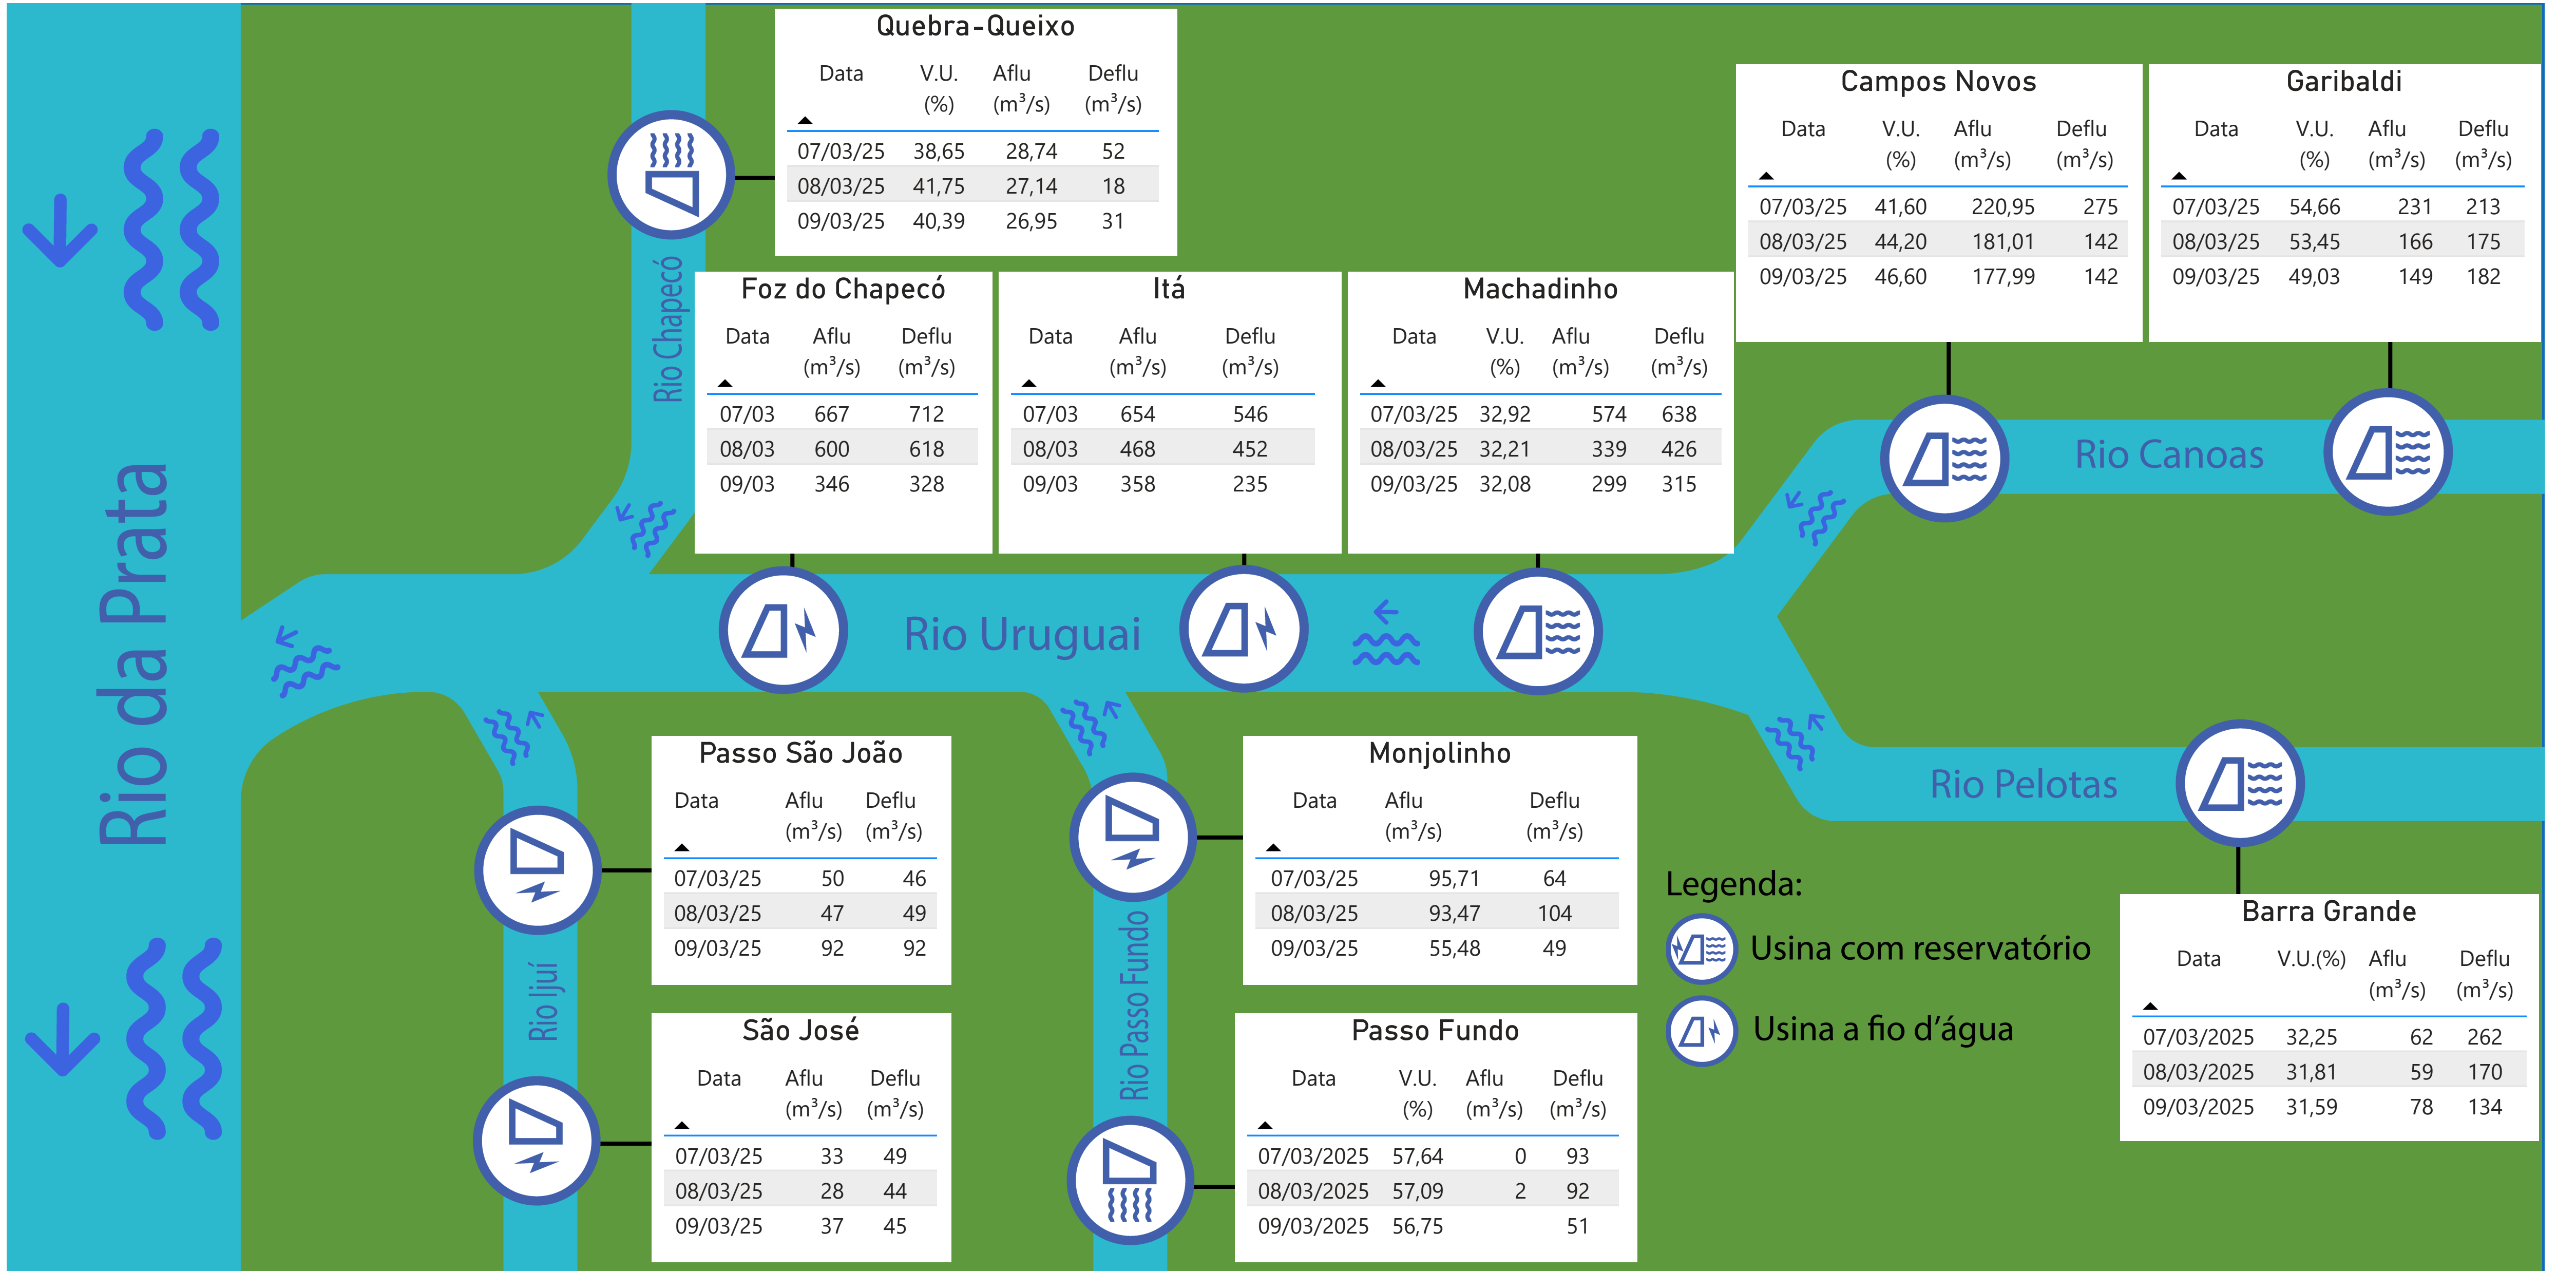 Quebra-Queixo
Data V.U. (%) Aflu (m³/s) Deflu (m³/s)
07/03/25 38,65 28,74 52
08/03/25 41,75 27,14 18
09/03/25 40,39 26,95 31
Campos Novos
Data V.U. (%) Aflu (m³/s) Deflu (m³/s)
07/03/25 41,60 220,95 275
08/03/25 44,20 181,01 142
09/03/25 46,60 177,99 142
Garibaldi
Data V.U. (%) Aflu (m³/s) Deflu (m³/s)
07/03/25 54,66 231 213
08/03/25 53,45 166 175
09/03/25 49,03 149 182
Rio Chapecó
Foz do Chapecó
Data Aflu (m³/s) Deflu (m³/s)
07/03 667 712
08/03 600 618
09/03 346 328
Itá
Data Aflu (m³/s) Deflu (m³/s)
07/03 654 546
08/03 468 452
09/03 358 235
Machadinho
Data V.U. (%) Aflu (m³/s) Deflu (m³/s)
07/03/25 32,92 574 638
08/03/25 32,21 339 426
09/03/25 32,08 299 315
Rio Canoas
Rio da Prata
Rio Uruguai
Rio Pelotas
Passo São João
Data Aflu (m³/s) Deflu (m³/s)
07/03/25 50 46
08/03/25 47 49
09/03/25 92 92
Monjolinho
Data Aflu (m³/s) Deflu (m³/s)
07/03/25 95,71 64
08/03/25 93,47 104
09/03/25 55,48 49
Legenda:
Usina com reservatório
Usina a fio d’água
Barra Grande
Data V.U.(%) Aflu (m³/s) Deflu (m³/s)
07/03/2025 32,25 62 262
08/03/2025 31,81 59 170
09/03/2025 31,59 78 134
Rio Ijuí
Rio Passo Fundo
São José
Data Aflu (m³/s) Deflu (m³/s)
07/03/25 33 49
08/03/25 28 44
09/03/25 37 45
Passo Fundo
Data V.U. (%) Aflu (m³/s) Deflu (m³/s)
07/03/2025 57,64 0 93
08/03/2025 57,09 2 92
09/03/2025 56,75 51